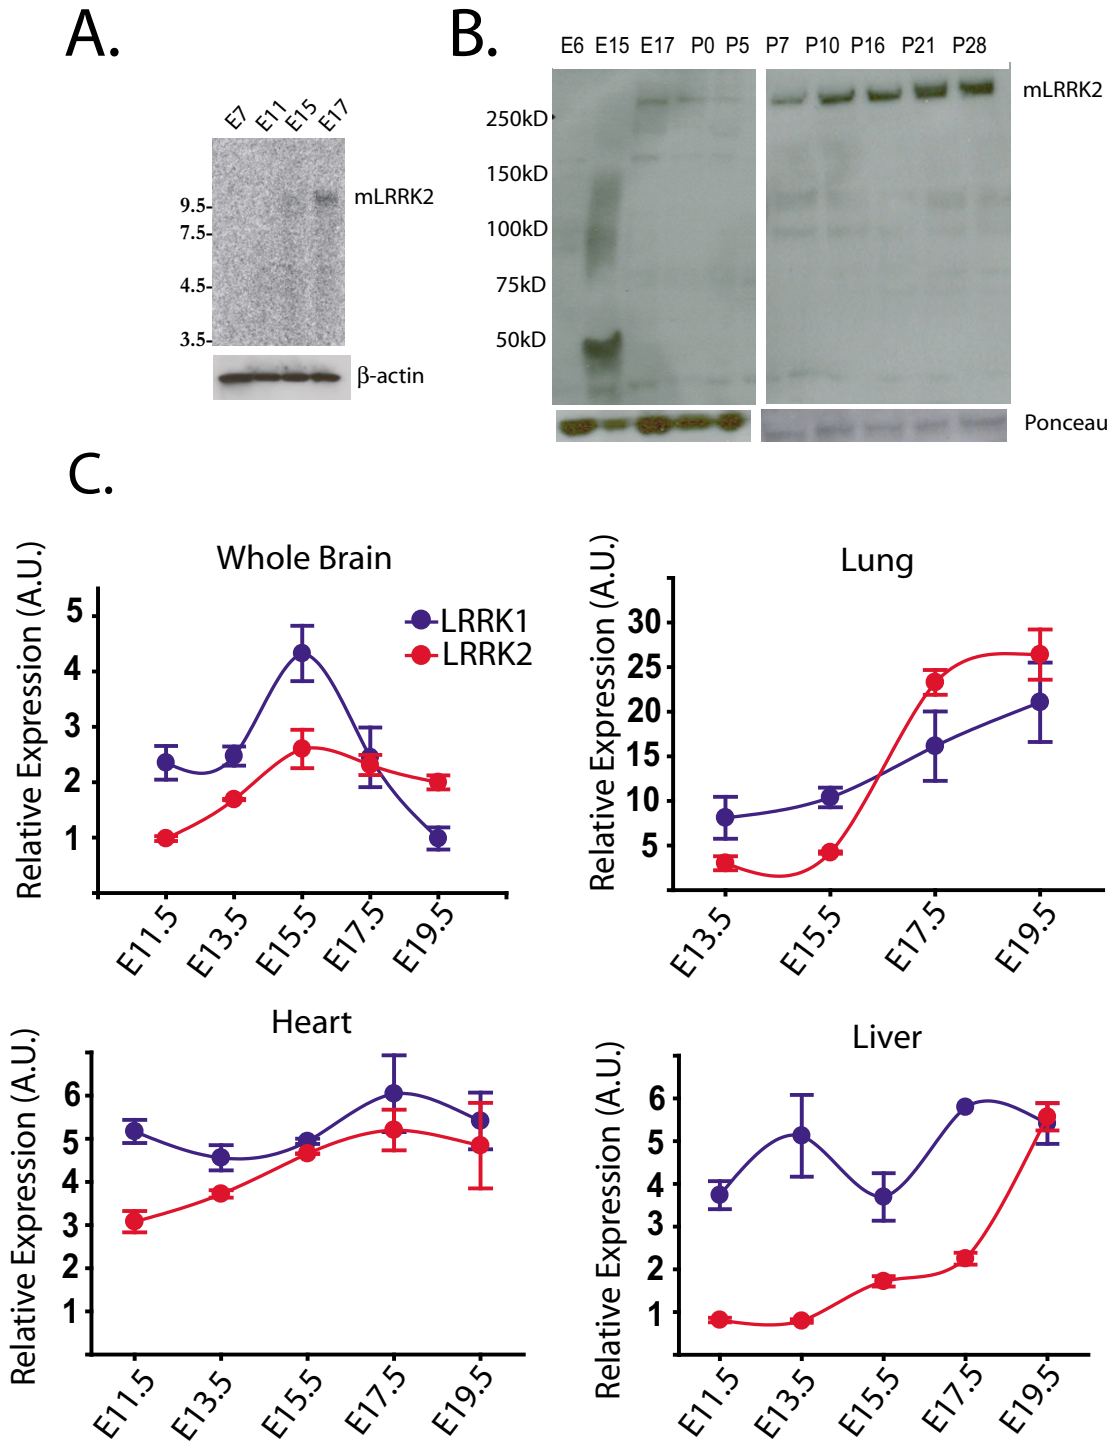 A.
E7 E11 E15 E17
9.5-
7.5-
4.5-
3.5-
mLRRK2
β-actin
B.
E6 E15 E17 P0 P5 P7 P10 P16 P21 P28
250kD
150kD
100kD
75kD
50kD
mLRRK2
Ponceau
C.
Whole Brain
Relative Expression (A.U.)
5
4
3
2
1
LRRK1
LRRK2
E11.5 E13.5 E15.5 E17.5 E19.5
Lung
Relative Expression (A.U.)
30
25
20
15
10
5
E13.5 E15.5 E17.5 E19.5
Heart
Relative Expression (A.U.)
6
5
4
3
2
1
E11.5 E13.5 E15.5 E17.5 E19.5
Liver
Relative Expression (A.U.)
6
5
4
3
2
1
E11.5 E13.5 E15.5 E17.5 E19.5